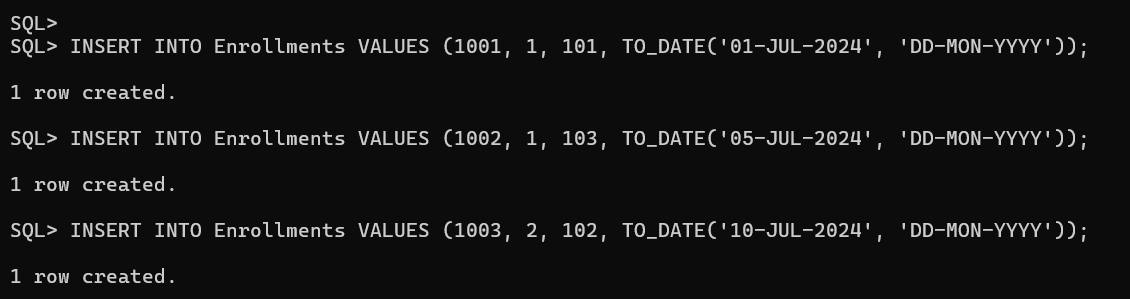 SQL>
SQL> INSERT INTO Enrollments VALUES (1001, 1, 101, TO_DATE('01-JUL-2024', 'DD-MON-YYYY'));
1 row created.
SQL> INSERT INTO Enrollments VALUES (1002, 1, 103, TO_DATE('05-JUL-2024', 'DD-MON-YYYY'));
1 row created.
SQL> INSERT INTO Enrollments VALUES (1003, 2, 102, TO_DATE('10-JUL-2024', 'DD-MON-YYYY'));
1 row created.